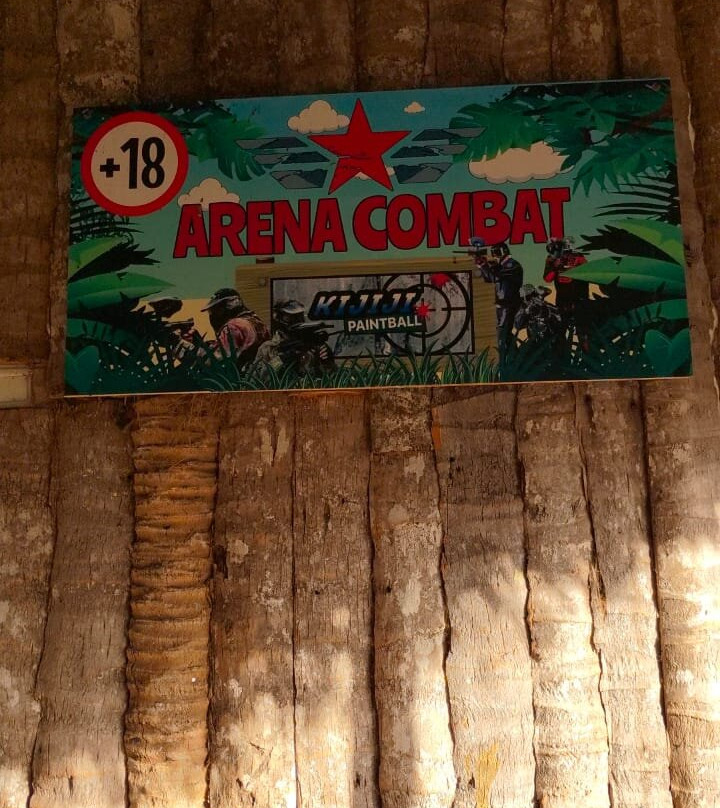 +18
ARENA COMBAT
KIJIJI
PAINTBALL